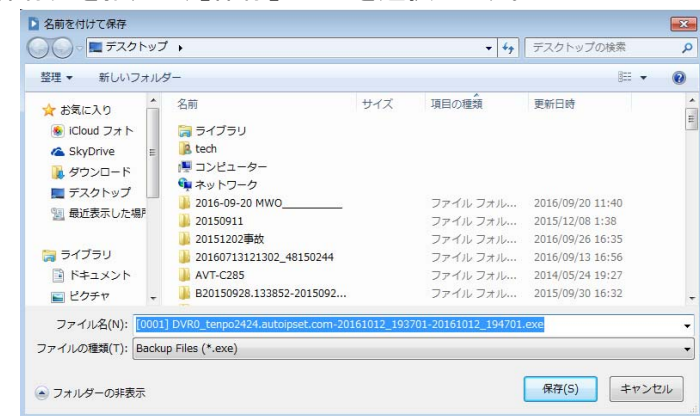 名前を付けて保存
デスクトップ
デスクトップの検索
整理 新しいフォルダー
名前 サイズ 項目の種類 更新日時
お気に入り
iCloud フォト
SkyDrive
ダウンロード
デスクトップ
最近表示した場所
ライブラリ
ドキュメント
ピクチャ
ライブラリ
tech
コンピューター
ネットワーク
2016-09-20 MWO__________ ファイル フォル... 2016/09/20 11:40
20150911 ファイル フォル... 2015/12/08 1:38
20151202事故 ファイル フォル... 2016/09/26 16:35
20160713121302_48150244 ファイル フォル... 2016/09/13 16:56
AVT-C285 ファイル フォル... 2014/05/24 19:27
B20150928.133852-2015092... ファイル フォル... 2015/09/30 16:32
ファイル名(N): [0001] DVR0_tenpo2424.autoipset.com-20161012_193701-20161012_194701.exe
ファイルの種類(T): Backup Files (*.exe)
フォルダーの非表示
保存(S) キャンセル